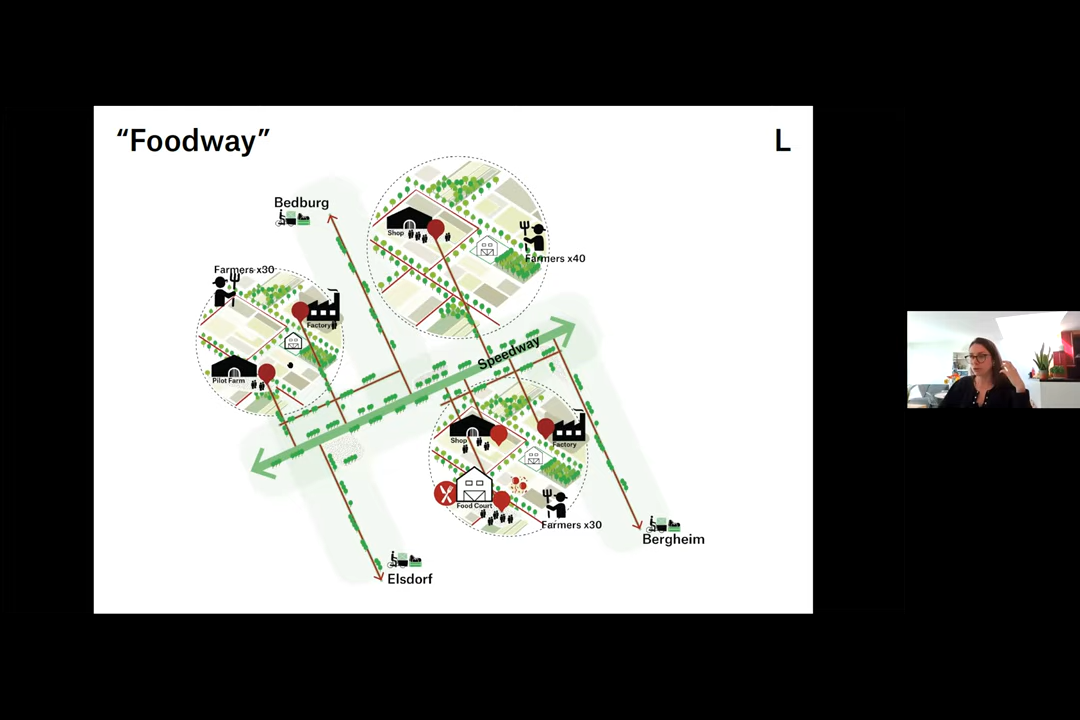 “Foodway”
L
Bedburg
Shop
Farmers x40
Farmers x30
Factory
Pilot Farm
Speedway
Shop
Factory
Food Court
Farmers x30
Bergheim
Elsdorf